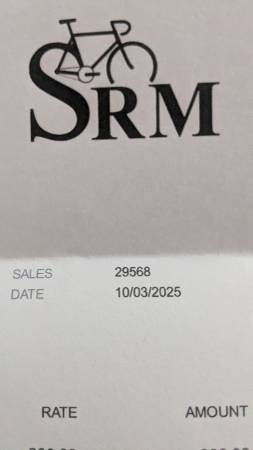 SRM
SALES 29568
DATE 10/03/2025
RATE AMOUNT